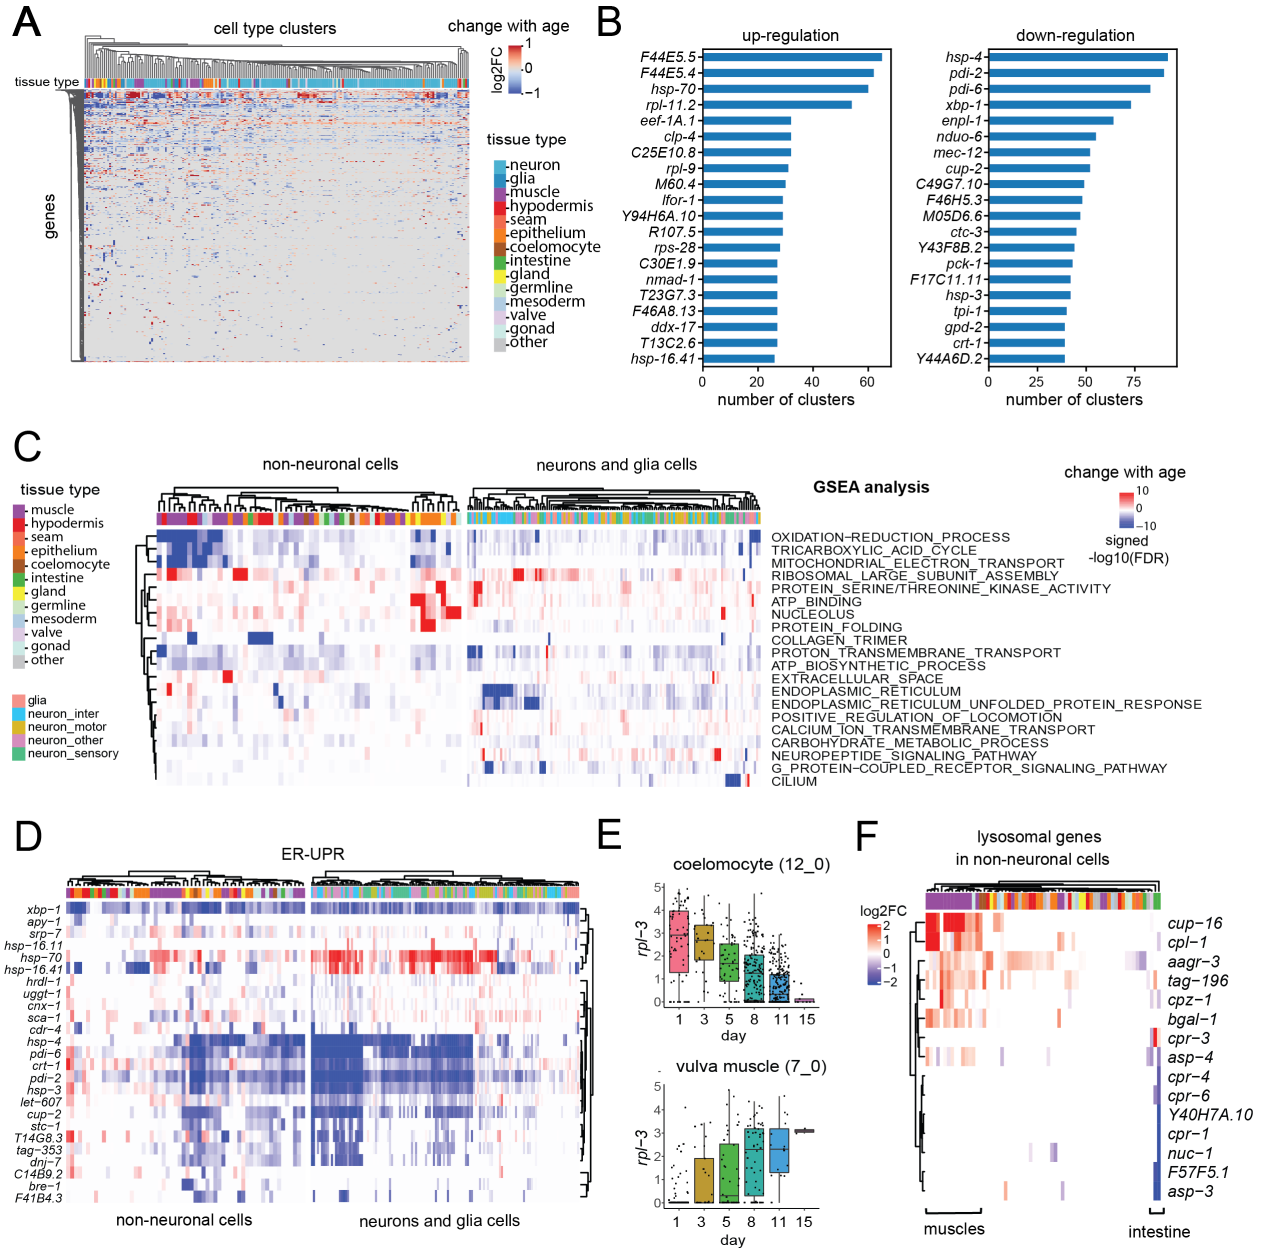 A
cell type clusters
change with age
log2FC
1
0
−1
tissue type
genes
tissue type
neuron
glia
muscle
hypodermis
seam
epithelium
coelomocyte
intestine
gland
germline
mesoderm
valve
gonad
other
B
up-regulation
F44E5.5
F44E5.4
hsp-70
rpl-11.2
eef-1A.1
clp-4
C25E10.8
rpl-9
M60.4
lfor-1
Y94H6A.10
R107.5
rps-28
C30E1.9
nmad-1
T23G7.3
F46A8.13
ddx-17
T13C2.6
hsp-16.41
0 20 40 60
number of clusters
down-regulation
hsp-4
pdi-2
pdi-6
xbp-1
enpl-1
nduo-6
mec-12
cup-2
C49G7.10
F46H5.3
M05D6.6
ctc-3
Y43F8B.2
pck-1
F17C11.11
hsp-3
tpi-1
gpd-2
crt-1
Y44A6D.2
0 25 50 75
number of clusters
C
tissue type
muscle
hypodermis
seam
epithelium
coelomocyte
intestine
gland
germline
mesoderm
valve
gonad
other
glia
neuron_inter
neuron_motor
neuron_other
neuron_sensory
non-neuronal cells
neurons and glia cells
GSEA analysis
change with age
10
0
−10
signed
-log10(FDR)
OXIDATION−REDUCTION_PROCESS
TRICARBOXYLIC_ACID_CYCLE
MITOCHONDRIAL_ELECTRON_TRANSPORT
RIBOSOMAL_LARGE_SUBUNIT_ASSEMBLY
PROTEIN_SERINE/THREONINE_KINASE_ACTIVITY
ATP_BINDING
NUCLEOLUS
PROTEIN_FOLDING
COLLAGEN_TRIMER
PROTON_TRANSMEMBRANE_TRANSPORT
ATP_BIOSYNTHETIC_PROCESS
EXTRACELLULAR_SPACE
ENDOPLASMIC_RETICULUM
ENDOPLASMIC_RETICULUM_UNFOLDED_PROTEIN_RESPONSE
POSITIVE_REGULATION_OF_LOCOMOTION
CALCIUM_ION_TRANSMEMBRANE_TRANSPORT
CARBOHYDRATE_METABOLIC_PROCESS
NEUROPEPTIDE_SIGNALING_PATHWAY
G_PROTEIN−COUPLED_RECEPTOR_SIGNALING_PATHWAY
CILIUM
D
ER-UPR
xbp−1
apy−1
srp−7
hsp−16.11
hsp−70
hsp−16.41
hrdl−1
uggt−1
cnx−1
sca−1
cdr−4
hsp−4
pdi−6
crt−1
pdi−2
hsp−3
let−607
cup−2
stc−1
T14G8.3
tag−353
dnj−7
C14B9.2
bre−1
F41B4.3
non-neuronal cells
neurons and glia cells
E
coelomocyte (12_0)
rpl−3
5
4
3
2
1
0
1 3 5 8 11 15
day
vulva muscle (7_0)
rpl−3
5
4
3
2
1
0
1 3 5 8 11 15
day
F
lysosomal genes
in non-neuronal cells
log2FC
2
1
0
−1
−2
cup-16
cpl-1
aagr-3
tag-196
cpz-1
bgal-1
cpr-3
asp-4
cpr-4
cpr-6
Y40H7A.10
cpr-1
nuc-1
F57F5.1
asp-3
muscles
intestine